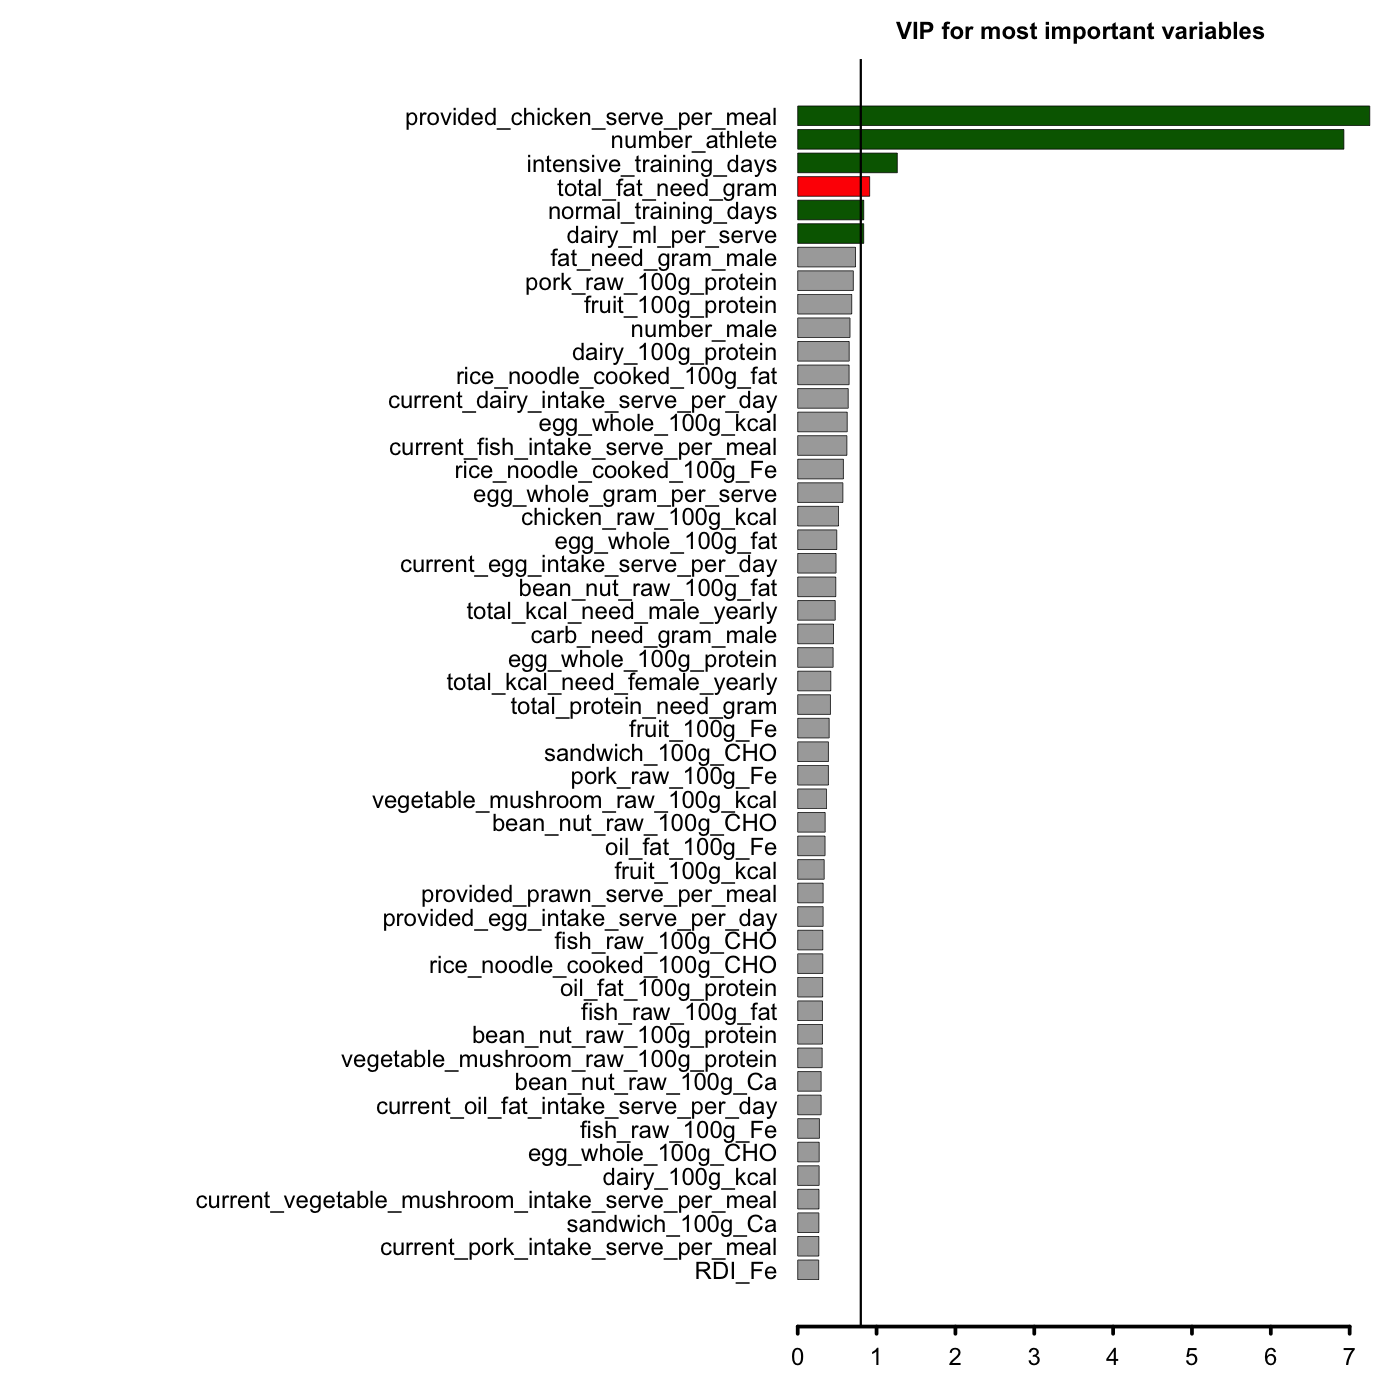 VIP for most important variables
provided_chicken_serve_per_meal
number_athlete
intensive_training_days
total_fat_need_gram
normal_training_days
dairy_ml_per_serve
fat_need_gram_male
pork_raw_100g_protein
fruit_100g_protein
number_male
dairy_100g_protein
rice_noodle_cooked_100g_fat
current_dairy_intake_serve_per_day
egg_whole_100g_kcal
current_fish_intake_serve_per_meal
rice_noodle_cooked_100g_Fe
egg_whole_gram_per_serve
chicken_raw_100g_kcal
egg_whole_100g_fat
current_egg_intake_serve_per_day
bean_nut_raw_100g_fat
total_kcal_need_male_yearly
carb_need_gram_male
egg_whole_100g_protein
total_kcal_need_female_yearly
total_protein_need_gram
fruit_100g_Fe
sandwich_100g_CHO
pork_raw_100g_Fe
vegetable_mushroom_raw_100g_kcal
bean_nut_raw_100g_CHO
oil_fat_100g_Fe
fruit_100g_kcal
provided_prawn_serve_per_meal
provided_egg_intake_serve_per_day
fish_raw_100g_CHO
rice_noodle_cooked_100g_CHO
oil_fat_100g_protein
fish_raw_100g_fat
bean_nut_raw_100g_protein
vegetable_mushroom_raw_100g_protein
bean_nut_raw_100g_Ca
current_oil_fat_intake_serve_per_day
fish_raw_100g_Fe
egg_whole_100g_CHO
dairy_100g_kcal
current_vegetable_mushroom_intake_serve_per_meal
sandwich_100g_Ca
current_pork_intake_serve_per_meal
RDI_Fe
0 1 2 3 4 5 6 7